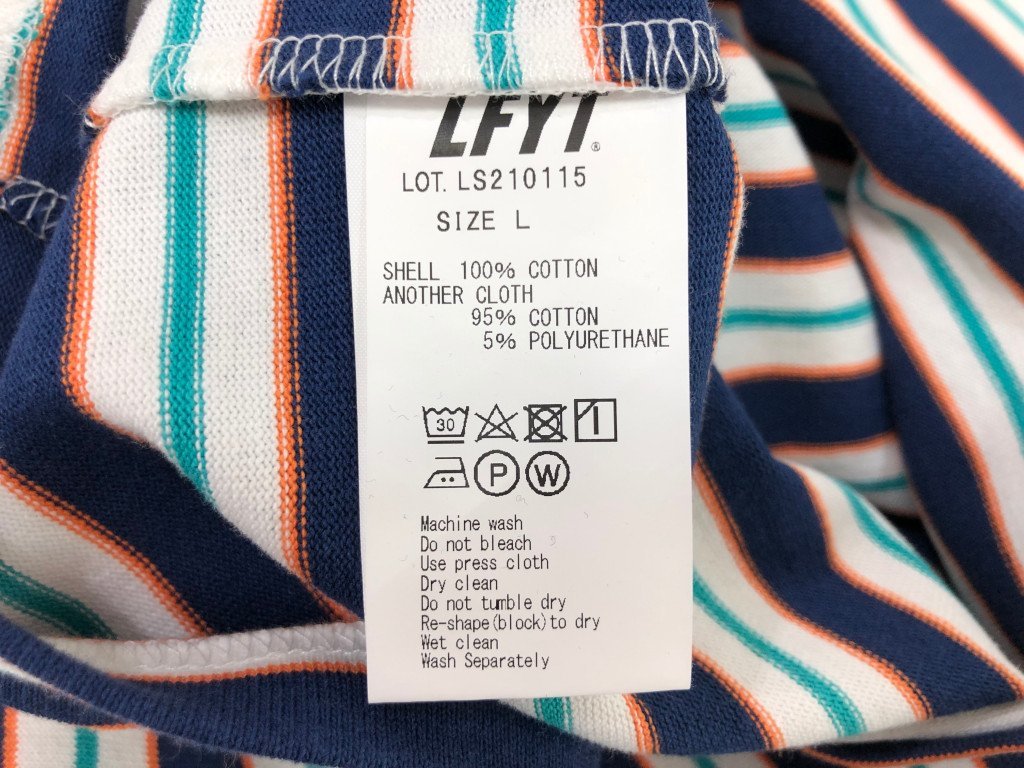 LFYT®
LOT. LS210115
SIZE L
SHELL 100% COTTON
ANOTHER CLOTH
95% COTTON
5% POLYURETHANE
30
P W
Machine wash
Do not bleach
Use press cloth
Dry clean
Do not tumble dry
Re-shape(block)to dry
Wet clean
Wash Separately